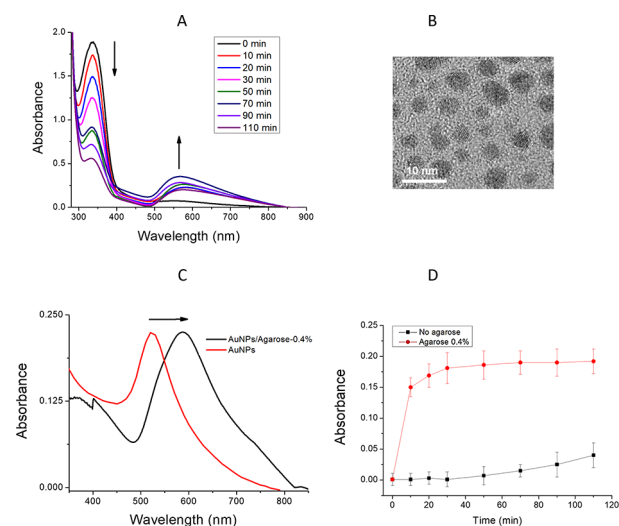 A
B
2.0
1.5
1.0
0.5
0.0
Absorbance
0 min
10 min
20 min
30 min
50 min
70 min
90 min
110 min
300 400 500 600 700 800 900
Wavelength (nm)
10 nm
C
D
0.250
0.125
0.000
Absorbance
AuNPs/Agarose-0.4%
AuNPs
400 500 600 700 800
Wavelength (nm)
0.25
0.20
0.15
0.10
0.05
0.00
Absorbance
No agarose
Agarose 0.4%
0 20 40 60 80 100 120
Time (min)